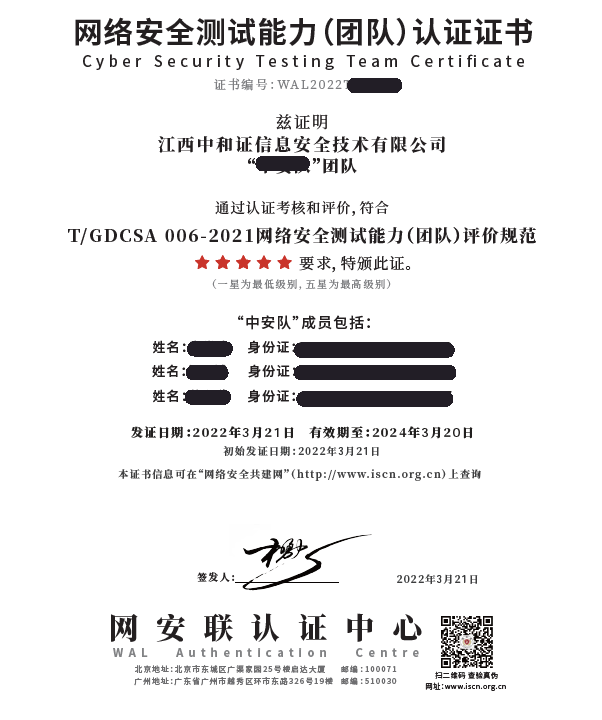 网络安全测试能力（团队）认证证书
Cyber Security Testing Team Certificate
证书编号：WAL2022
兹证明
江西中和证信息安全技术有限公司
“ ”团队
通过认证考核和评价，符合
T/GDCSA 006-2021网络安全测试能力（团队）评价规范
★★★★★ 要求，特颁此证。
（一星为最低级别，五星为最高级别）
“中安队”成员包括：
姓名： 身份证：
姓名： 身份证：
姓名： 身份证：
发证日期：2022年3月21日 有效期至：2024年3月20日
初始发证日期：2022年3月21日
本证书信息可在“网络安全共建网”（http://www.iscn.org.cn）上查询
签发人：
2022年3月21日
网安联认证中心
WAL Authentication Centre
北京地址：北京市东城区广渠家园25号楼启达大厦 邮编：100071
广州地址：广东省广州市越秀区环市东路326号19楼 邮编：510030
扫二维码 查验真伪
网址：www.iscn.org.cn